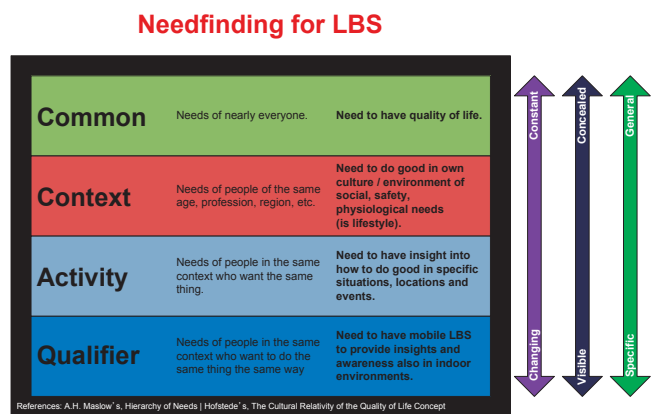 Needfinding for LBS
Common
Needs of nearly everyone.
Need to have quality of life.
Context
Needs of people of the same
age, profession, region, etc.
Need to do good in own
culture / environment of
social, safety,
physiological needs
(is lifestyle).
Activity
Needs of people in the same
context who want the same
thing.
Need to have insight into
how to do good in specific
situations, locations and
events.
Qualifier
Needs of people in the same
context who want to do the
same thing the same way
Need to have mobile LBS
to provide insights and
awareness also in indoor
environments.
Constant
Changing
Concealed
Visible
General
Specific
References: A.H. Maslow´s, Hierarchy of Needs | Hofstede´s, The Cultural Relativity of the Quality of Life Concept